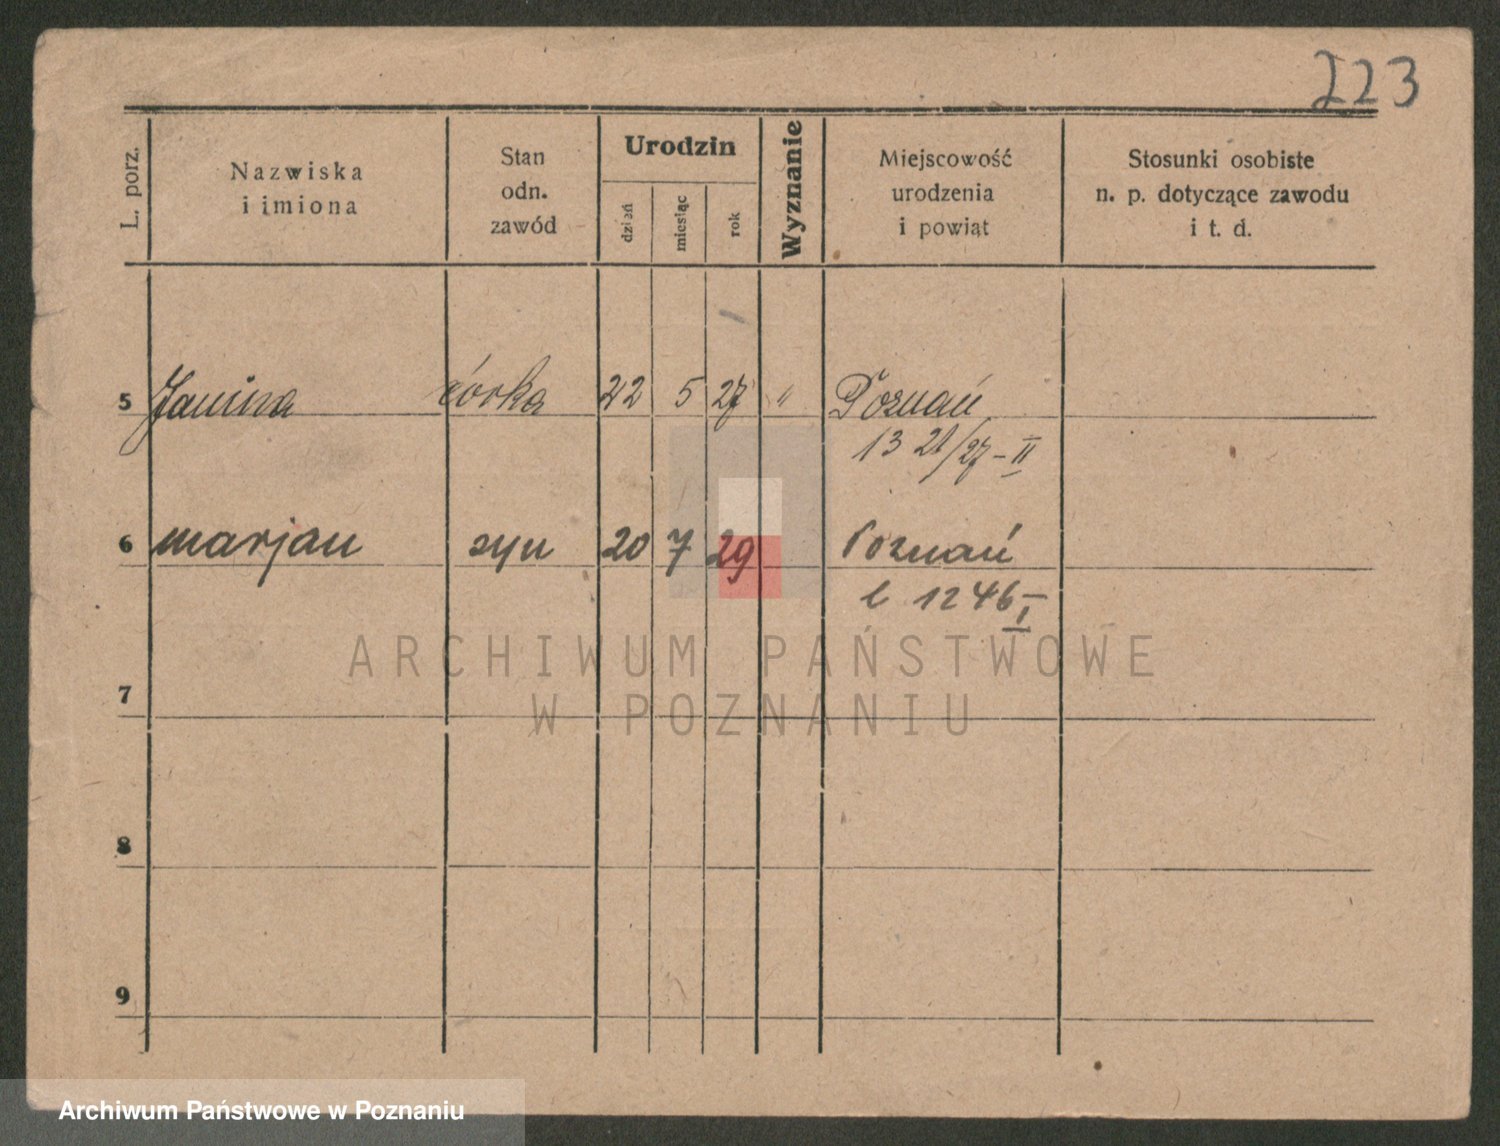 223
L. porz.
Nazwiska
i imiona
Stan
odn.
zawód
Urodzin
dzień
miesiąc
rok
Wyznanie
Miejscowość
urodzenia
i powiat
Stosunki osobiste
n. p. dotyczące zawodu
i t. d.
5 Janina córka 22 5 27 " Poznań
13 21/27-II
6 marjan syn 20 7 29 Poznań
1246 I
7
8
9
ARCHIWUM PAŃSTWOWE
W POZNANIU
Archiwum Państwowe w Poznaniu